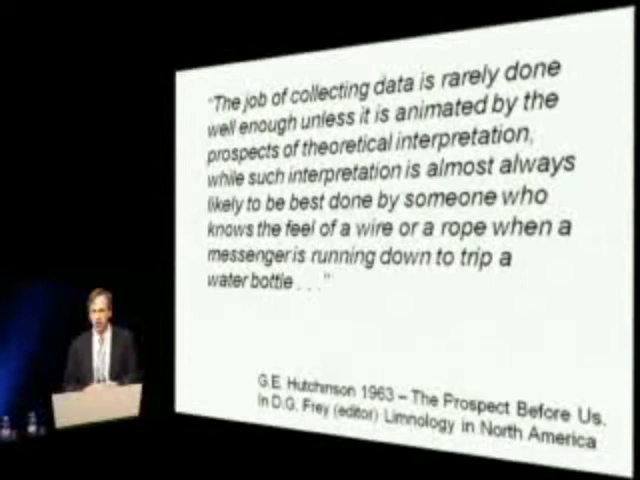 "The job of collecting data is rarely done
well enough unless it is animated by the
prospects of theoretical interpretation,
while such interpretation is almost always
likely to be best done by someone who
knows the feel of a wire or a rope when a
messenger is running down to trip a
water bottle . . ."
G.E. Hutchinson 1963 – The Prospect Before Us.
In D.G. Frey (editor) Limnology in North America